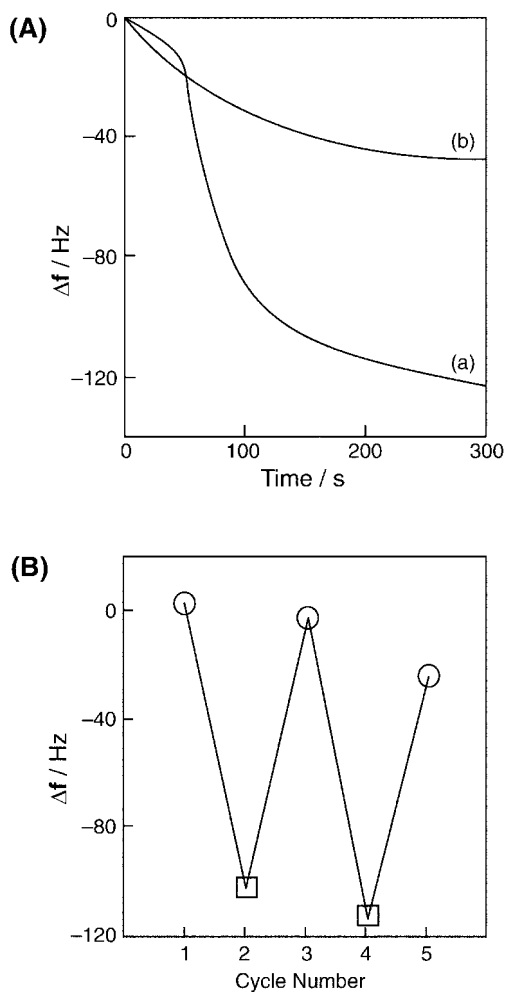 (A)
0
−40
−80
−120
Δf / Hz
(b)
(a)
0 100 200 300
Time / s
(B)
0
−40
−80
−120
Δf / Hz
1 2 3 4 5
Cycle Number